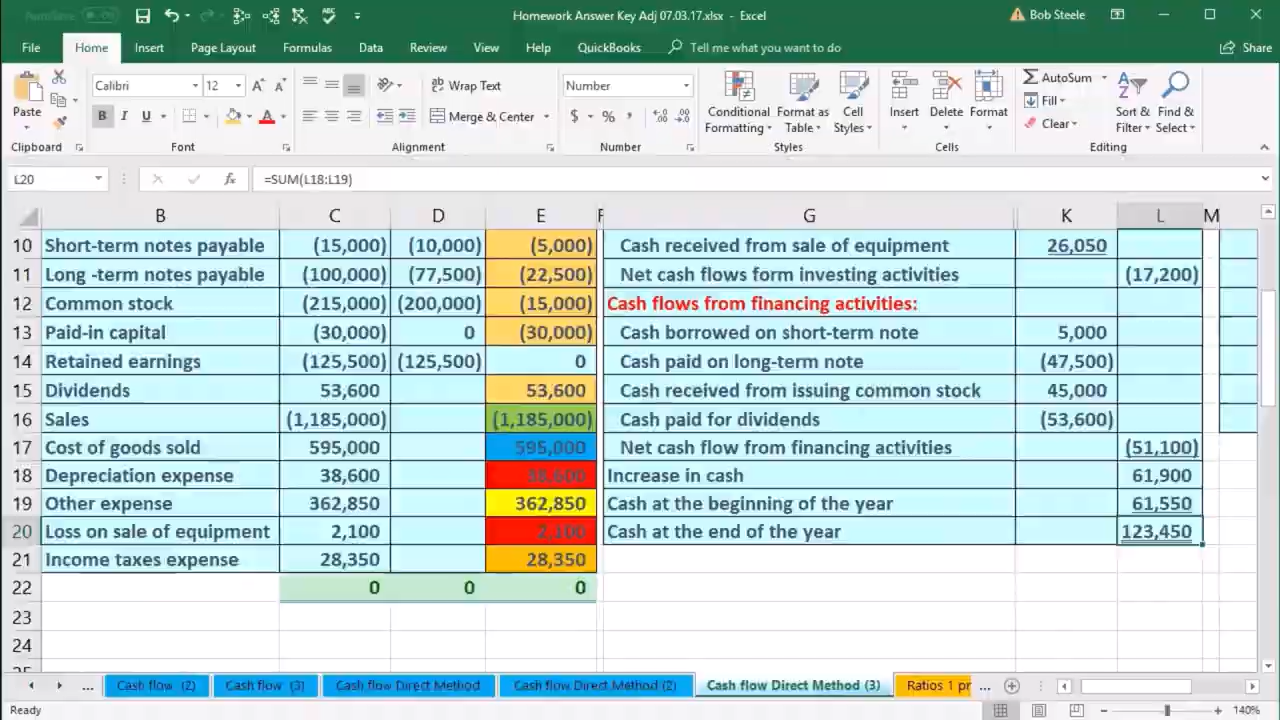 AutoSave Off Homework Answer Key Adj 07.03.17.xlsx - Excel Bob Steele
File Home Insert Page Layout Formulas Data Review View Help QuickBooks Tell me what you want to do Share
Calibri 12 Wrap Text Number AutoSum
Paste Fill
B I U Merge & Center $ % , Conditional Formatting Format as Table Cell Styles Insert Delete Format Clear Sort & Filter Find & Select
Clipboard Font Alignment Number Styles Cells Editing
L20 fx =SUM(L18:L19)
B C D E F G K L M
10 Short-term notes payable (15,000) (10,000) (5,000) Cash received from sale of equipment 26,050
11 Long -term notes payable (100,000) (77,500) (22,500) Net cash flows form investing activities (17,200)
12 Common stock (215,000) (200,000) (15,000) Cash flows from financing activities:
13 Paid-in capital (30,000) 0 (30,000) Cash borrowed on short-term note 5,000
14 Retained earnings (125,500) (125,500) 0 Cash paid on long-term note (47,500)
15 Dividends 53,600 53,600 Cash received from issuing common stock 45,000
16 Sales (1,185,000) (1,185,000) Cash paid for dividends (53,600)
17 Cost of goods sold 595,000 595,000 Net cash flow from financing activities (51,100)
18 Depreciation expense 38,600 38,600 Increase in cash 61,900
19 Other expense 362,850 362,850 Cash at the beginning of the year 61,550
20 Loss on sale of equipment 2,100 2,100 Cash at the end of the year 123,450
21 Income taxes expense 28,350 28,350
22 0 0 0
23
24
... Cash flow (2) Cash flow (3) Cash flow Direct Method Cash flow Direct Method (2) Cash flow Direct Method (3) Ratios 1 pr ...
Ready 140%